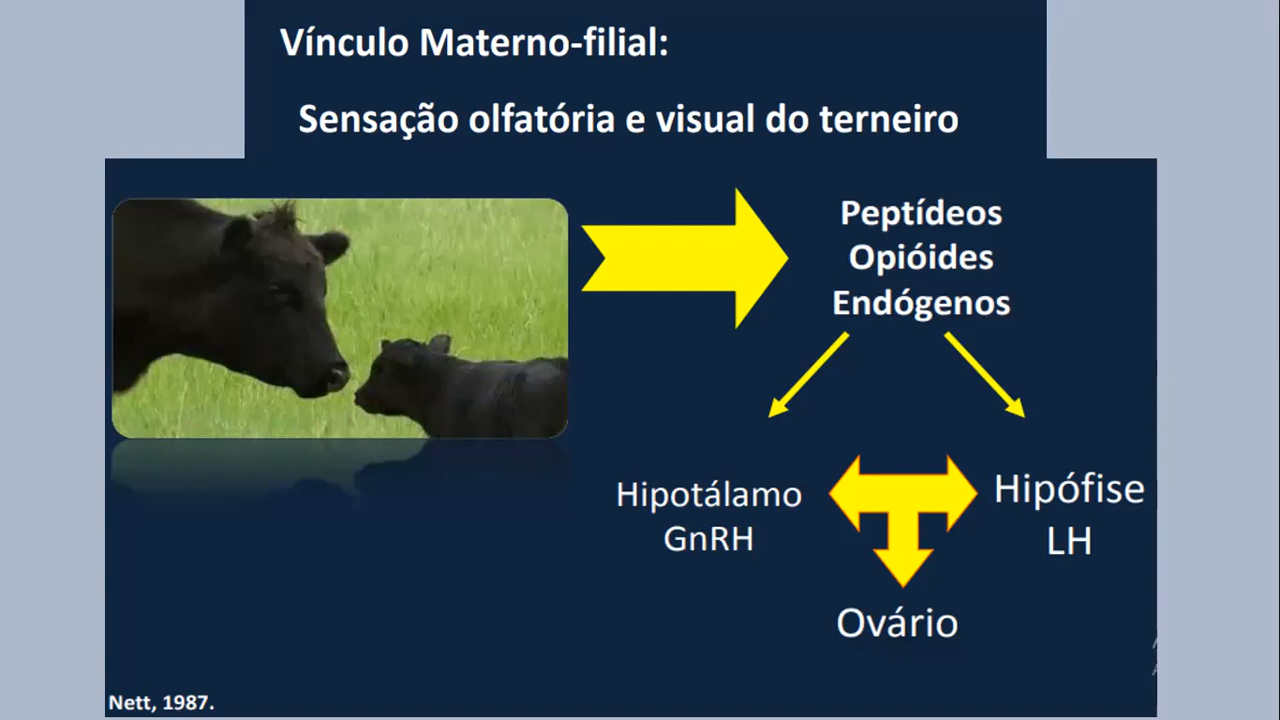 Vínculo Materno-filial:
Sensação olfatória e visual do terneiro
Peptídeos
Opióides
Endógenos
Hipotálamo
GnRH
Hipófise
LH
Ovário
Nett, 1987.